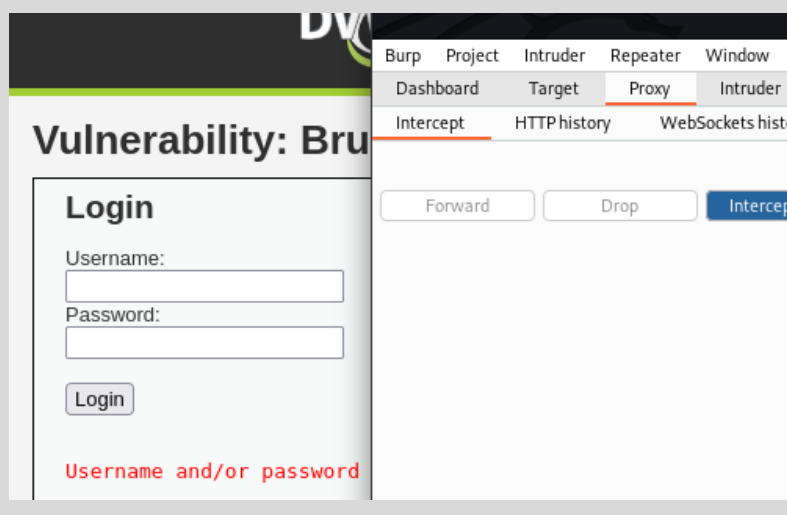 Vulnerability: Bru
Login
Username:
Password:
Login
Username and/or password
Burp Project Intruder Repeater Window
Dashboard Target Proxy Intruder
Intercept HTTP history WebSockets hist
Forward Drop Intercep